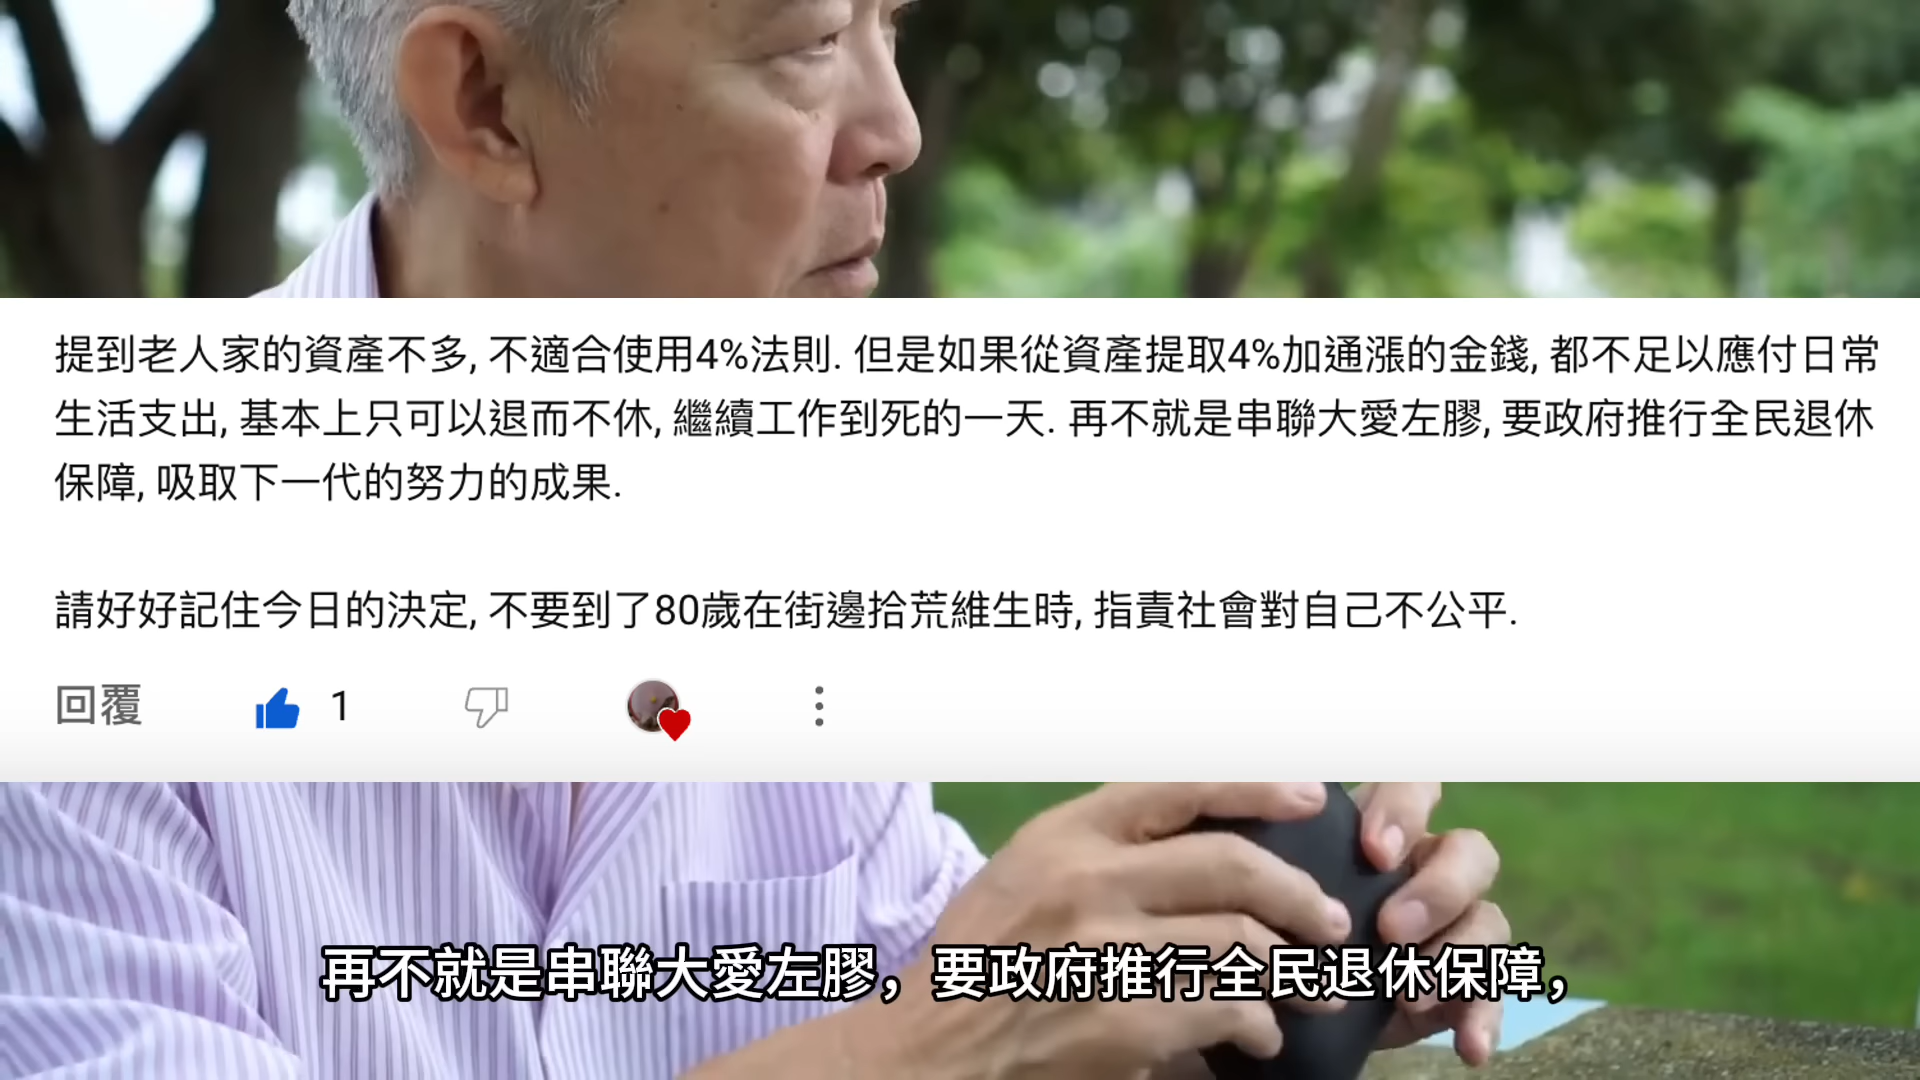 提到老人家的資產不多, 不適合使用4%法則. 但是如果從資產提取4%加通漲的金錢, 都不足以應付日常
生活支出, 基本上只可以退而不休, 繼續工作到死的一天. 再不就是串聯大愛左膠, 要政府推行全民退休
保障, 吸取下一代的努力的成果.
請好好記住今日的決定, 不要到了80歲在街邊拾荒維生時, 指責社會對自己不公平.
回覆 1
再不就是串聯大愛左膠，要政府推行全民退休保障，